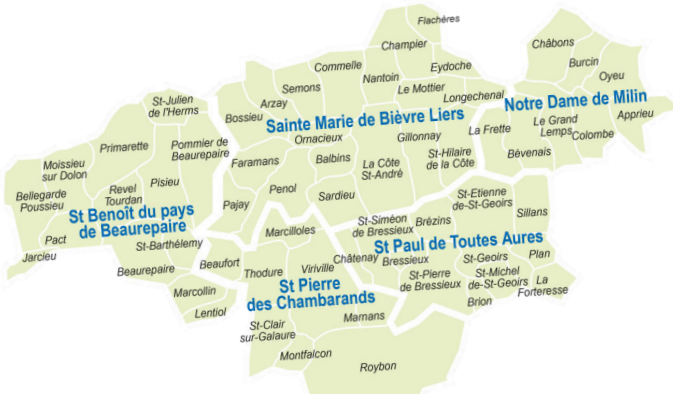 Flachères
Champier
Commelle
Nantoin
Eydoche
Semons
Le Mottier
Arzay
Longechenal
Bossieu
Sainte Marie de Bièvre Liers
Ornacieux
Gillonnay
Faramans
Balbins
La Côte
St-André
St-Hilaire
de la Côte
Penol
Sardieu
Pajay
Châbons
Burcin
Oyeu
Notre Dame de Milin
Apprieu
La Frette
Le Grand
Lemps
Colombe
Bévenais
St-Julien
de l'Herms
Primarette
Pommier de
Beaurepaire
Moissieu
sur Dolon
Pisieu
Bellegarde
Poussieu
Revel
Tourdan
St Benoît du pays
de Beaurepaire
Pact
St-Barthélemy
Jarcieu
Beaurepaire
Marcilloles
Beaufort
Thodure
Viriville
Châtenay
Marcollin
St Pierre
des Chambarands
Lentiol
Marnans
St-Clair
sur-Galaure
Montfalcon
Roybon
St-Etienne
de-St-Geoirs
St-Siméon
de Bressieux
Brézins
Sillans
St Paul de Toutes Aures
Bressieux
St-Geoirs
Plan
St-Pierre
de Bressieux
St-Michel
de-St-Geoirs
La
Forteresse
Brion